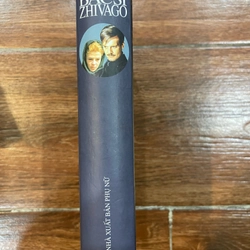 BÁC SĨ
ZHIVAGO
NHÀ XUẤT BẢN PHỤ NỮ